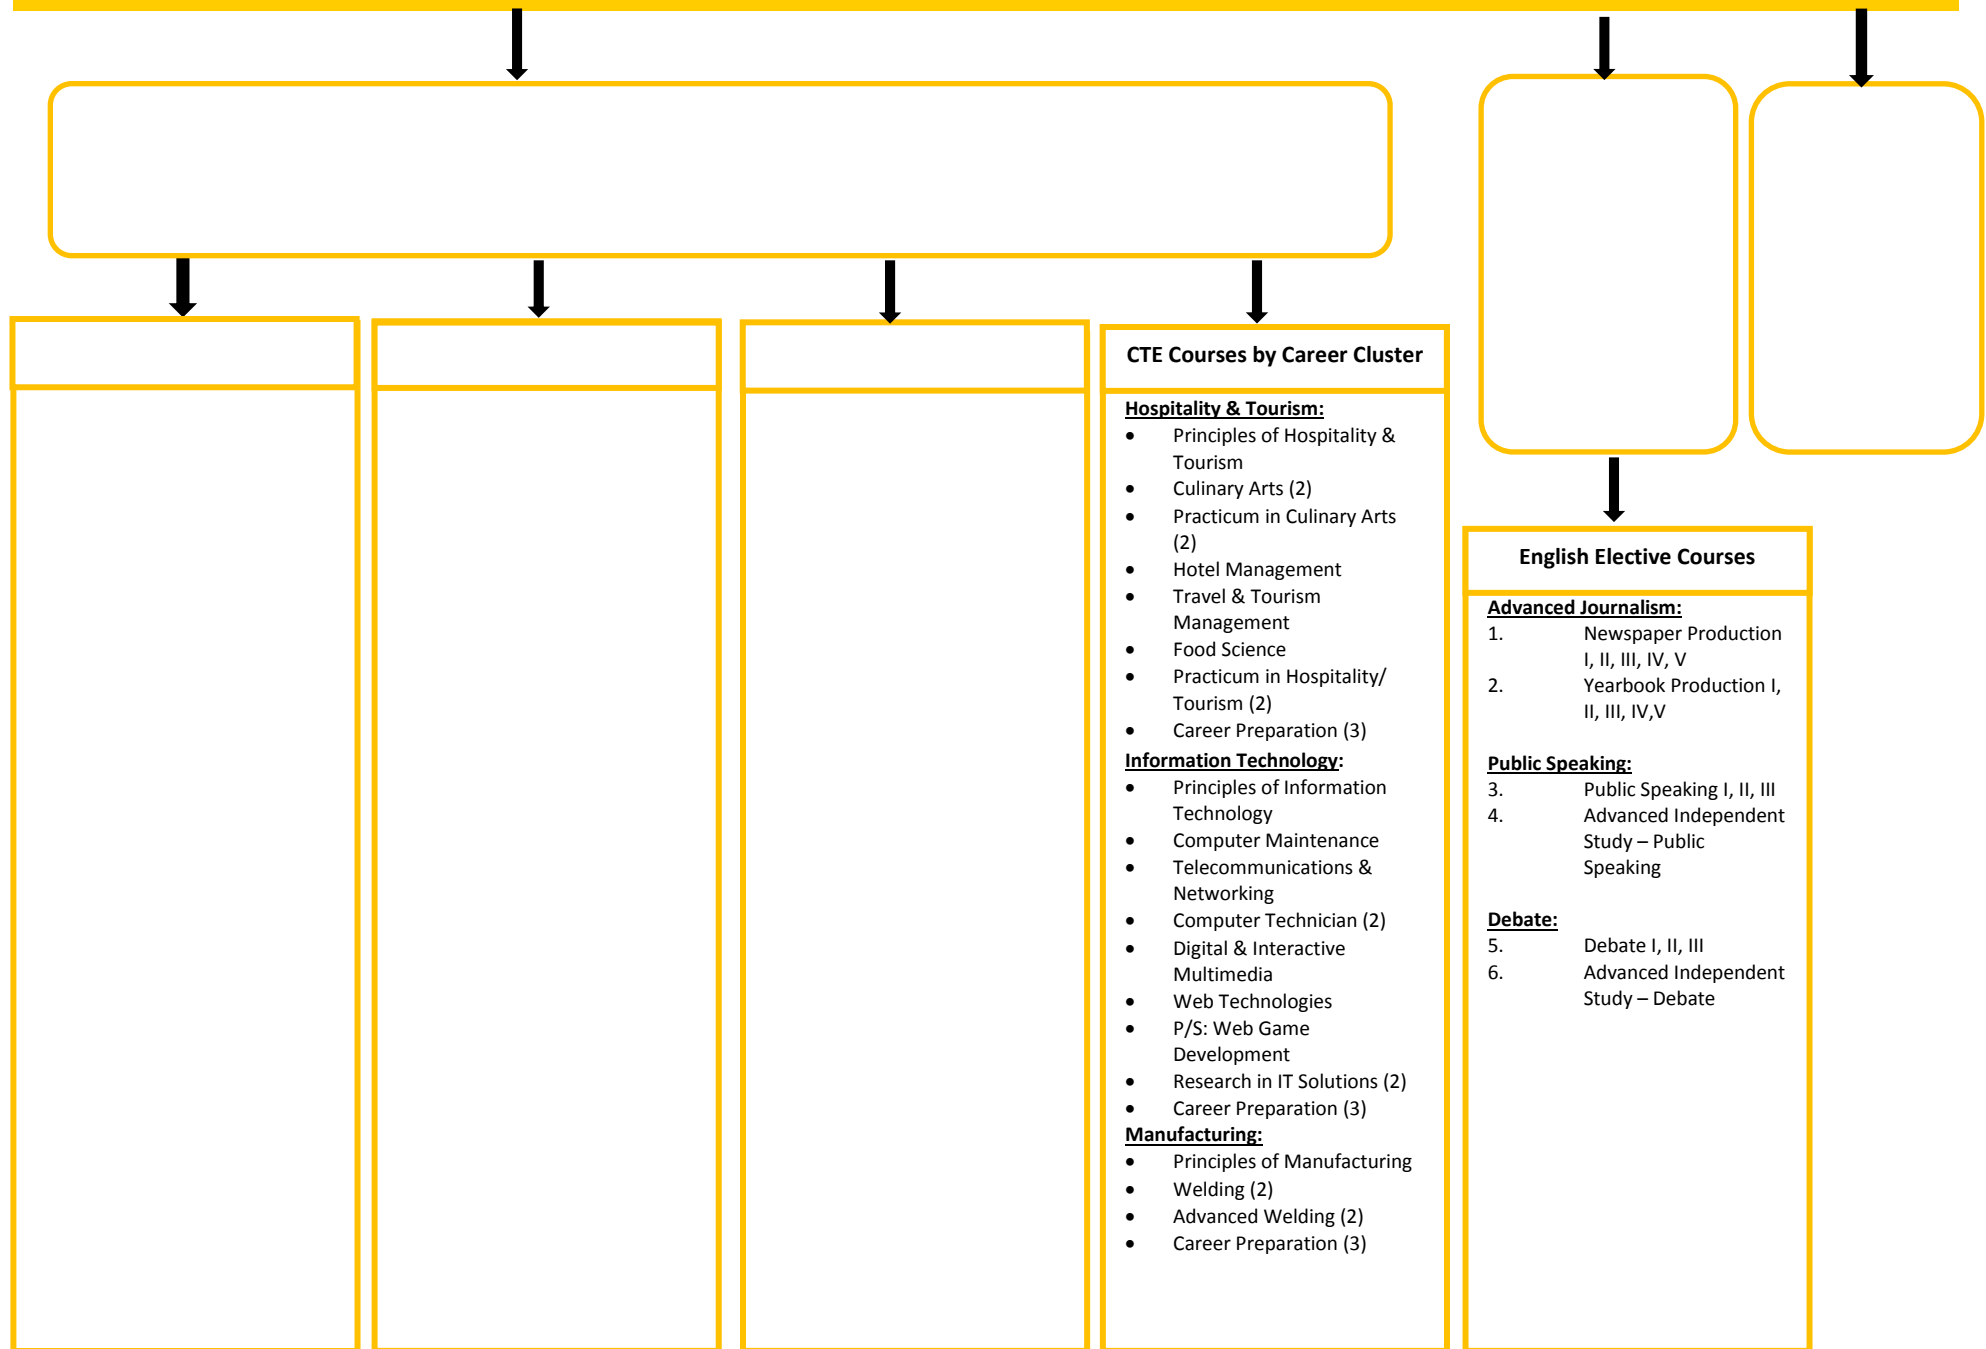 CTE Courses by Career Cluster
Hospitality & Tourism:
• Principles of Hospitality &
Tourism
• Culinary Arts (2)
• Practicum in Culinary Arts
(2)
• Hotel Management
• Travel & Tourism
Management
• Food Science
• Practicum in Hospitality/
Tourism (2)
• Career Preparation (3)
Information Technology:
• Principles of Information
Technology
• Computer Maintenance
• Telecommunications &
Networking
• Computer Technician (2)
• Digital & Interactive
Multimedia
• Web Technologies
• P/S: Web Game
Development
• Research in IT Solutions (2)
• Career Preparation (3)
Manufacturing:
• Principles of Manufacturing
• Welding (2)
• Advanced Welding (2)
• Career Preparation (3)
English Elective Courses
Advanced Journalism:
1. Newspaper Production
I, II, III, IV, V
2. Yearbook Production I,
II, III, IV,V
Public Speaking:
3. Public Speaking I, II, III
4. Advanced Independent
Study – Public
Speaking
Debate:
5. Debate I, II, III
6. Advanced Independent
Study – Debate